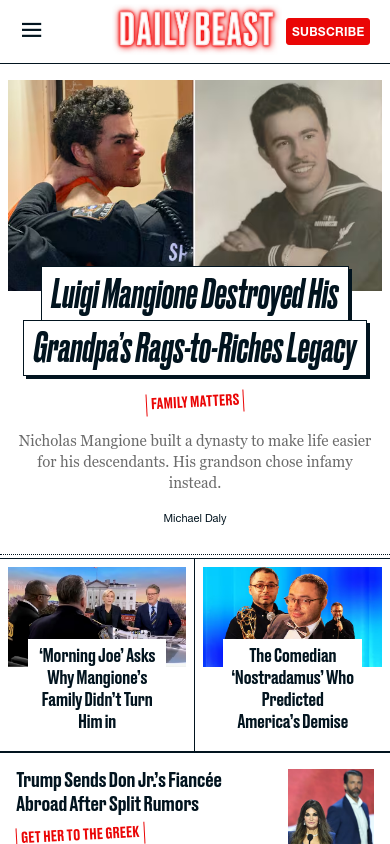 DAILY BEAST
SUBSCRIBE
SH
Luigi Mangione Destroyed His
Grandpa's Rags-to-Riches Legacy
FAMILY MATTERS
Nicholas Mangione built a dynasty to make life easier
for his descendants. His grandson chose infamy
instead.
Michael Daly
‘Morning Joe’ Asks
Why Mangione’s
Family Didn’t Turn
Him in
The Comedian
‘Nostradamus’ Who
Predicted
America’s Demise
Trump Sends Don Jr.’s Fiancée
Abroad After Split Rumors
GET HER TO THE GREEK